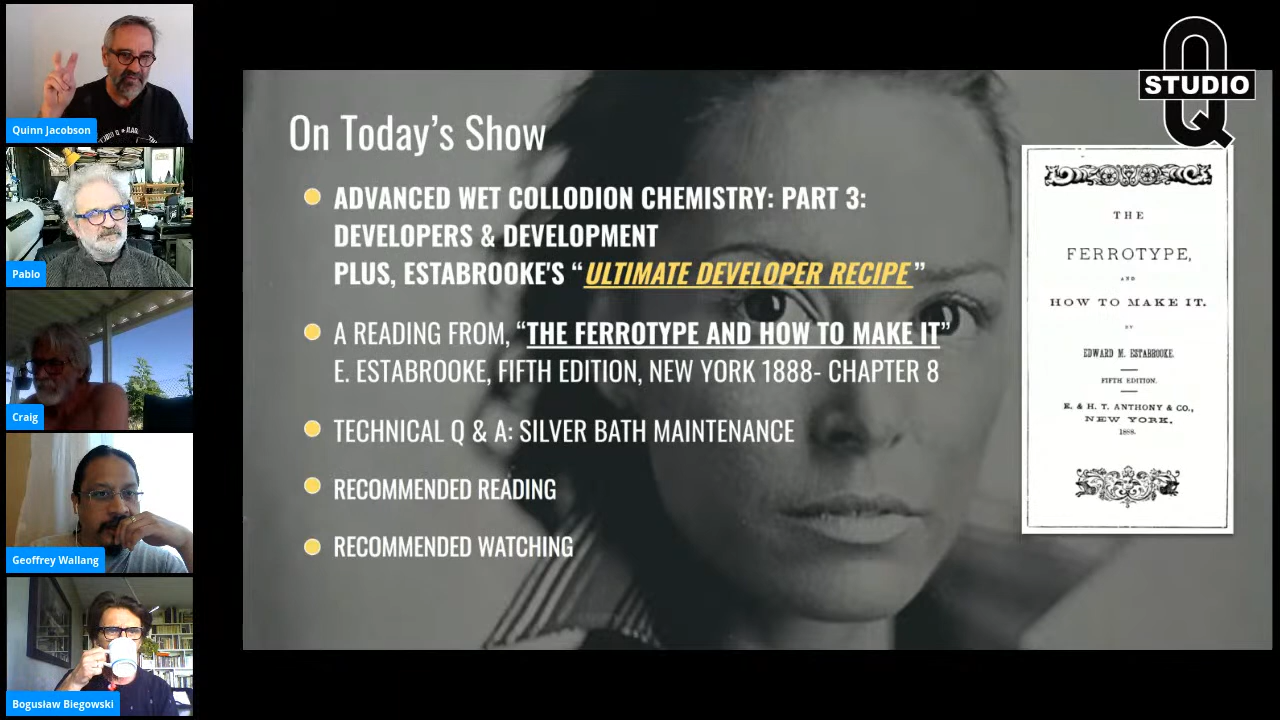 Quinn Jacobson
Pablo
Craig
Geoffrey Wallang
Bogusław Biegowski
STUDIO
Q
On Today's Show
ADVANCED WET COLLODION CHEMISTRY: PART 3:
DEVELOPERS & DEVELOPMENT
PLUS, ESTABROOKE'S “ULTIMATE DEVELOPER RECIPE”
A READING FROM, “THE FERROTYPE AND HOW TO MAKE IT”
E. ESTABROOKE, FIFTH EDITION, NEW YORK 1888- CHAPTER 8
TECHNICAL Q & A: SILVER BATH MAINTENANCE
RECOMMENDED READING
RECOMMENDED WATCHING
THE
FERROTYPE,
AND
HOW TO MAKE IT.
BY
EDWARD M. ESTABROOKE.
FIFTH EDITION.
E. & H. T. ANTHONY & CO.,
NEW YORK.
1888.